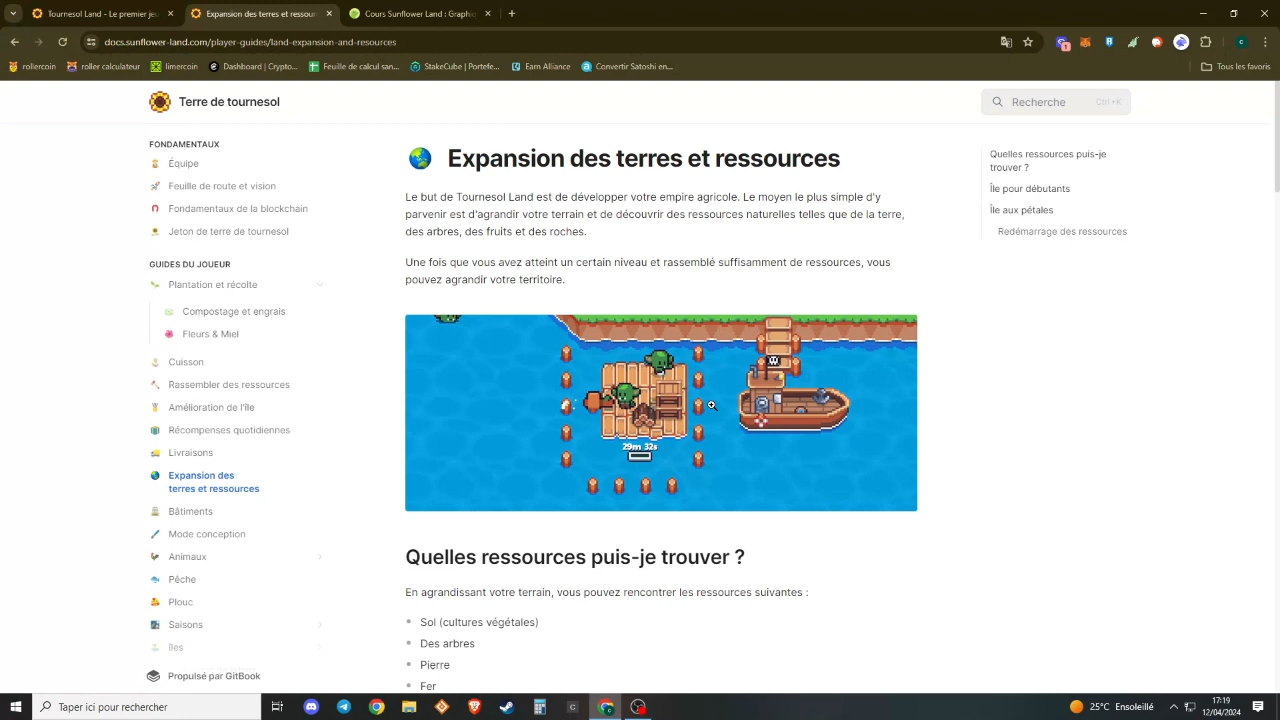 Tournesol Land - Le premier jeu
Expansion des terres et ressour
Cours Sunflower Land : Graphiq
docs.sunflower-land.com/player-guides/land-expansion-and-resources
rollercoin
roller calculateur
limercoin
Dashboard | Crypto...
Feuille de calcul san...
StakeCube | Portefe...
Earn Alliance
Convertir Satoshi en...
Tous les favoris
Terre de tournesol
Recherche
Ctrl+K
FONDAMENTAUX
Équipe
Feuille de route et vision
Fondamentaux de la blockchain
Jeton de terre de tournesol
GUIDES DU JOUEUR
Plantation et récolte
Compostage et engrais
Fleurs & Miel
Cuisson
Rassembler des ressources
Amélioration de l'île
Récompenses quotidiennes
Livraisons
Expansion des
terres et ressources
Bâtiments
Mode conception
Animaux
Pêche
Plouc
Saisons
Îles
Propulsé par GitBook
Expansion des terres et ressources
Le but de Tournesol Land est de développer votre empire agricole. Le moyen le plus simple d'y
parvenir est d'agrandir votre terrain et de découvrir des ressources naturelles telles que de la terre,
des arbres, des fruits et des roches.
Une fois que vous avez atteint un certain niveau et rassemblé suffisamment de ressources, vous
pouvez agrandir votre territoire.
29m 32s
Quelles ressources puis-je trouver ?
En agrandissant votre terrain, vous pouvez rencontrer les ressources suivantes :
Sol (cultures végétales)
Des arbres
Pierre
Fer
Quelles ressources puis-je
trouver ?
Île pour débutants
Île aux pétales
Redémarrage des ressources
Taper ici pour rechercher
25°C Ensoleillé
17:19
12/04/2024